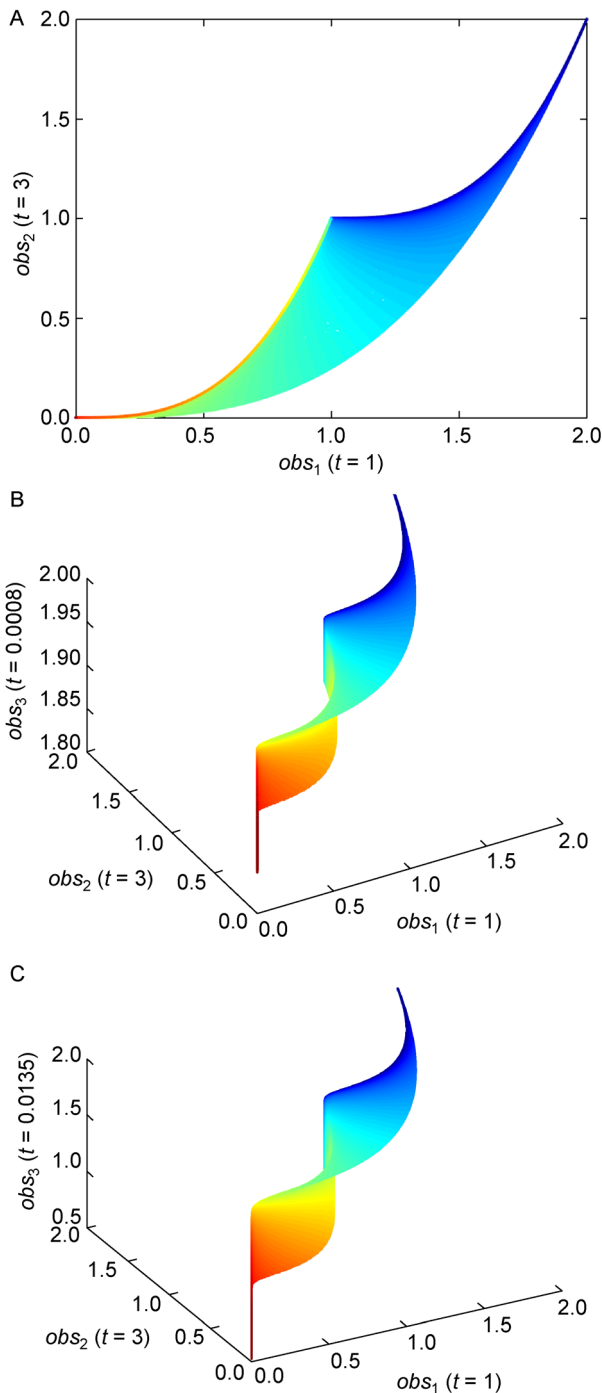 A
2.0
1.5
1.0
0.5
0.0
obs₂ (t = 3)
0.0 0.5 1.0 1.5 2.0
obs₁ (t = 1)
B
2.00
1.95
1.90
1.85
1.80
obs₃ (t = 0.0008)
2.0
1.5
1.0
0.5
0.0
obs₂ (t = 3)
0.0
0.5
1.0
1.5
2.0
obs₁ (t = 1)
C
2.0
1.5
1.0
0.5
obs₃ (t = 0.0135)
2.0
1.5
1.0
0.5
0.0
obs₂ (t = 3)
0.0
0.5
1.0
1.5
2.0
obs₁ (t = 1)